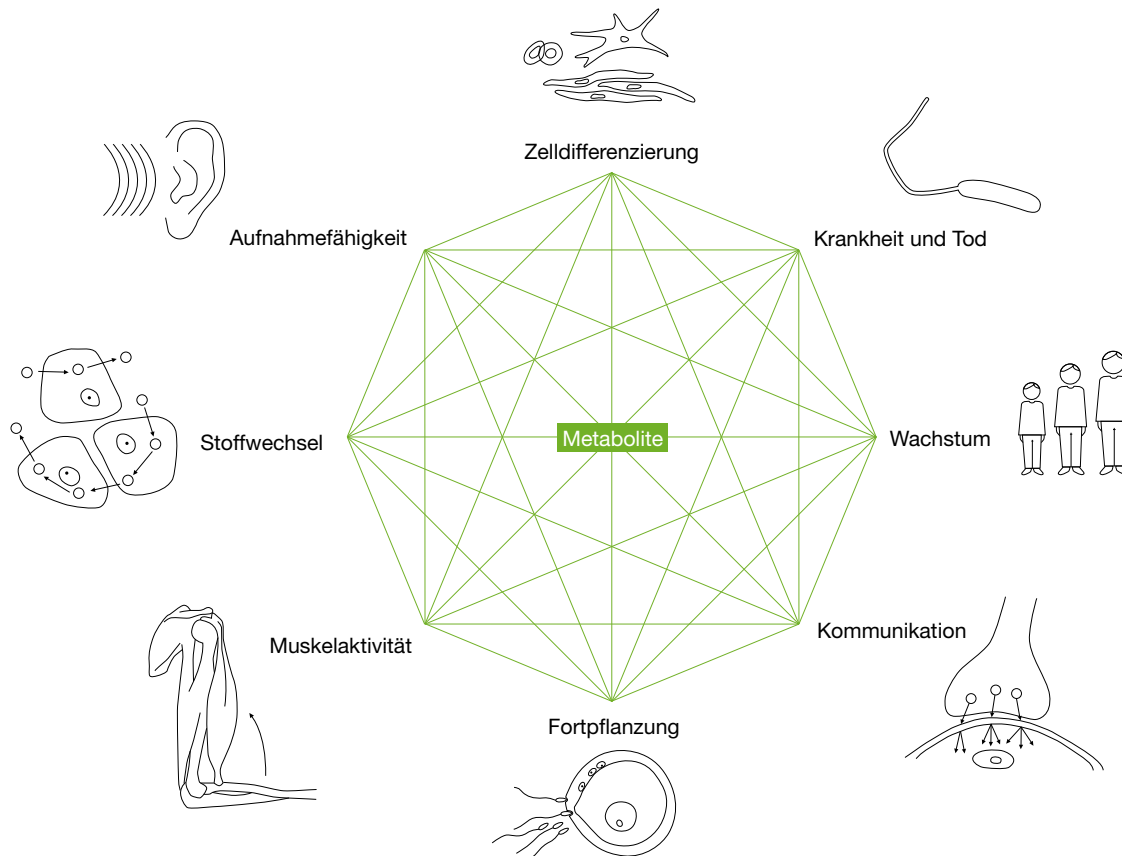 Zelldifferenzierung
Aufnahmefähigkeit
Krankheit und Tod
Stoffwechsel
Metabolite
Wachstum
Muskelaktivität
Kommunikation
Fortpflanzung